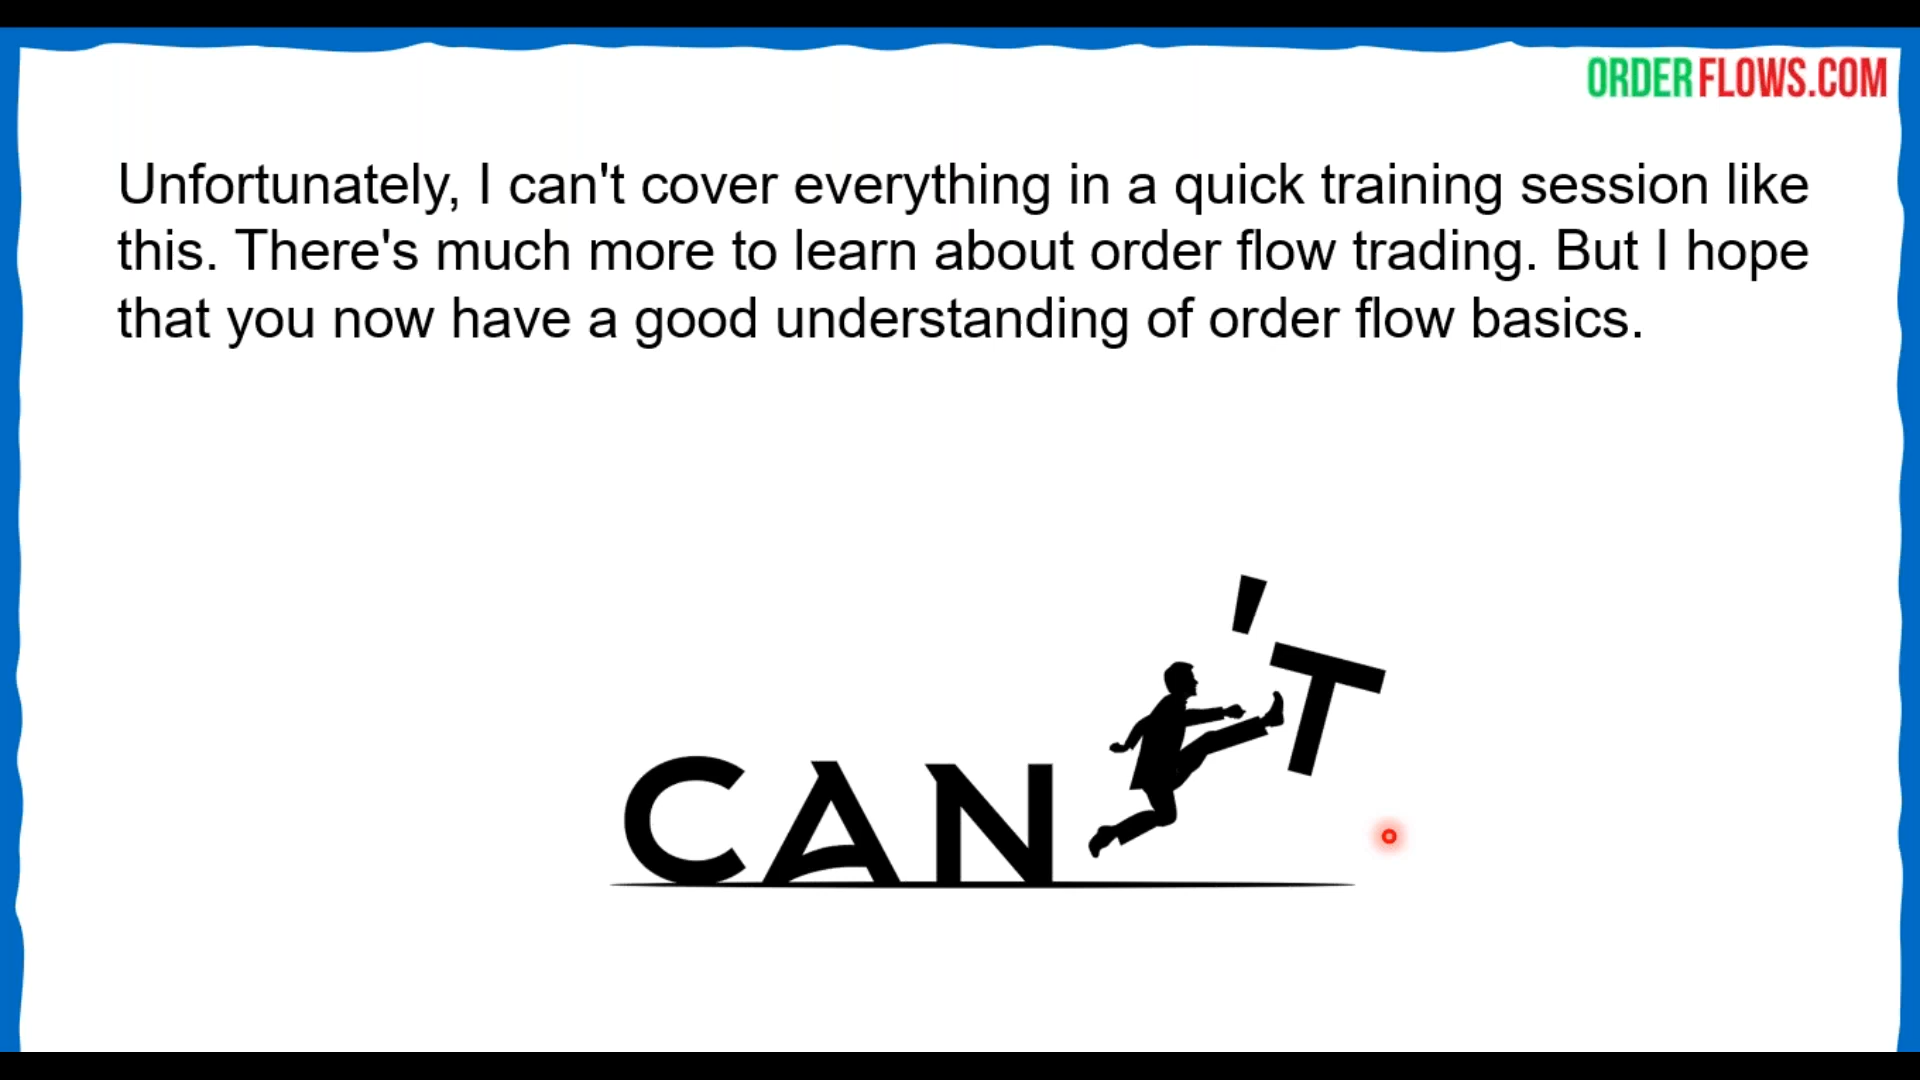 ORDERFLOWS.COM
Unfortunately, I can't cover everything in a quick training session like
this. There's much more to learn about order flow trading. But I hope
that you now have a good understanding of order flow basics.
CAN'T